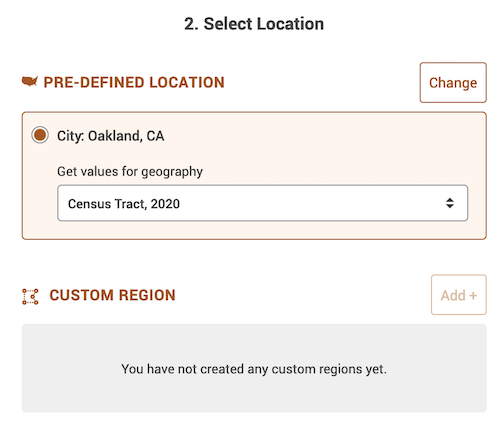 2. Select Location
PRE-DEFINED LOCATION
Change
City: Oakland, CA
Get values for geography
Census Tract, 2020
CUSTOM REGION
Add +
You have not created any custom regions yet.